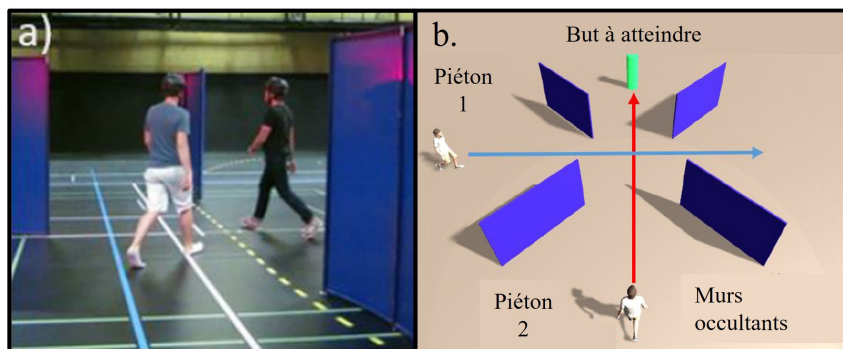 a)
b.
But à atteindre
Piéton
1
Piéton
2
Murs
occultants